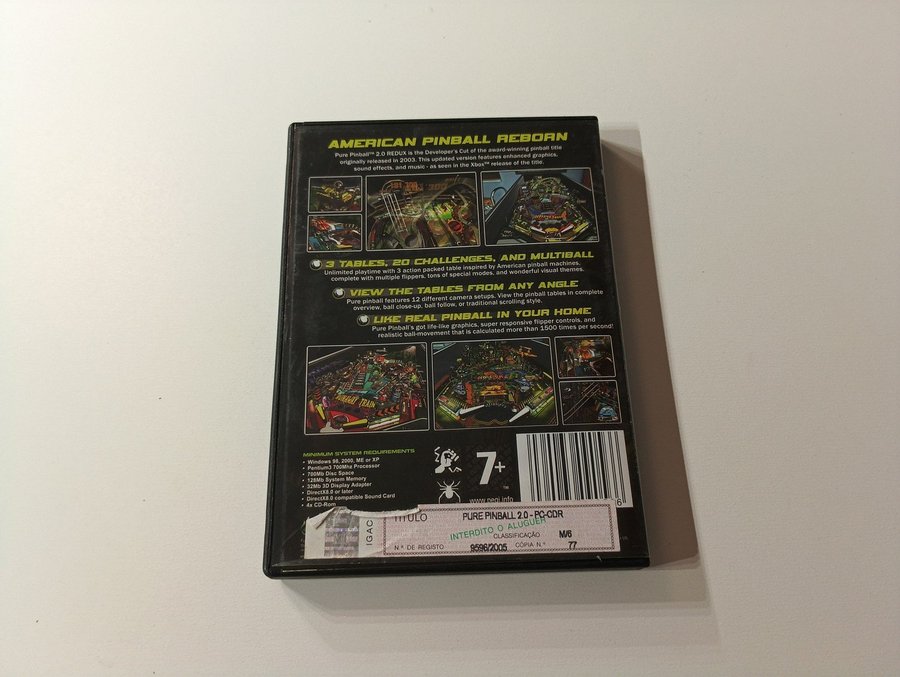 AMERICAN PINBALL REBORN
Pure Pinball™ 2.0 REDUX is the Developer's Cut of the award-winning pinball title
originally released in 2003. This updated version features enhanced graphics,
sound effects, and music - as seen in the Xbox™ release of the title.
3 TABLES, 20 CHALLENGES, AND MULTIBALL
Unlimited playtime with 3 action packed table inspired by American pinball machines,
complete with multiple flippers, tons of special modes, and wonderful visual themes.
VIEW THE TABLES FROM ANY ANGLE
Pure pinball features 12 different camera setups. View the pinball tables in complete
overview, ball close-up, ball follow, or traditional scrolling style.
LIKE REAL PINBALL IN YOUR HOME
Pure Pinball's got life-like graphics, super responsive flipper controls, and
realistic ball-movement that is calculated more than 1500 times per second!
RUNAWAY TRAIN
MINIMUM SYSTEM REQUIREMENTS
• Windows 98, 2000, ME or XP
• Pentium3 700Mhz Processor
• 700Mb Disc Space
• 128Mb System Memory
• 32Mb 3D Display Adapter
• DirectX8.0 or later
• DirectX8.0 compatible Sound Card
• 4x CD-Rom
7+
TM
www.pegi.info
6
IGAC
TITULO PURE PINBALL 2.0 - PC-CDR
INTERDITO O ALUGUER
CLASSIFICAÇÃO M/6
N.º DE REGISTO 9596/2005 CÓPIA N.º 77